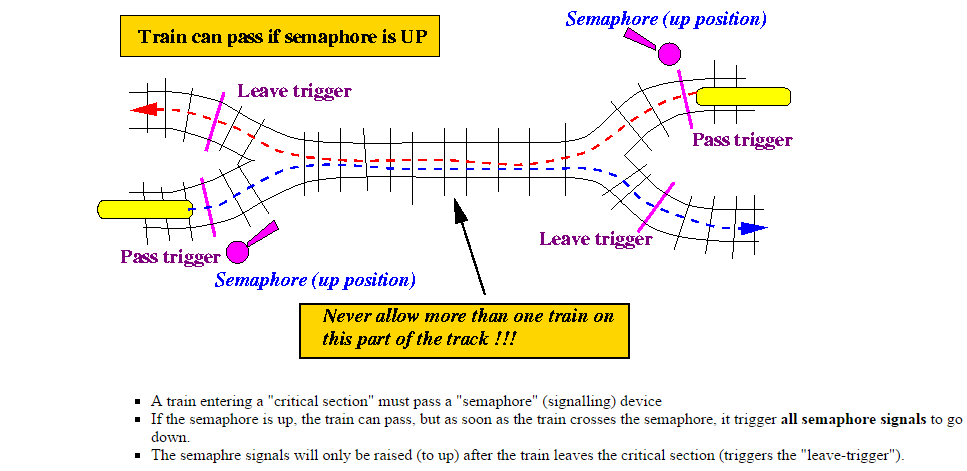 Semaphore (up position)
Train can pass if semaphore is UP
Leave trigger
Pass trigger
Leave trigger
Pass trigger
Semaphore (up position)
Never allow more than one train on
this part of the track !!!
A train entering a "critical section" must pass a "semaphore" (signalling) device
If the semaphore is up, the train can pass, but as soon as the train crosses the semaphore, it trigger all semaphore signals to go
down.
The semaphre signals will only be raised (to up) after the train leaves the critical section (triggers the "leave-trigger").